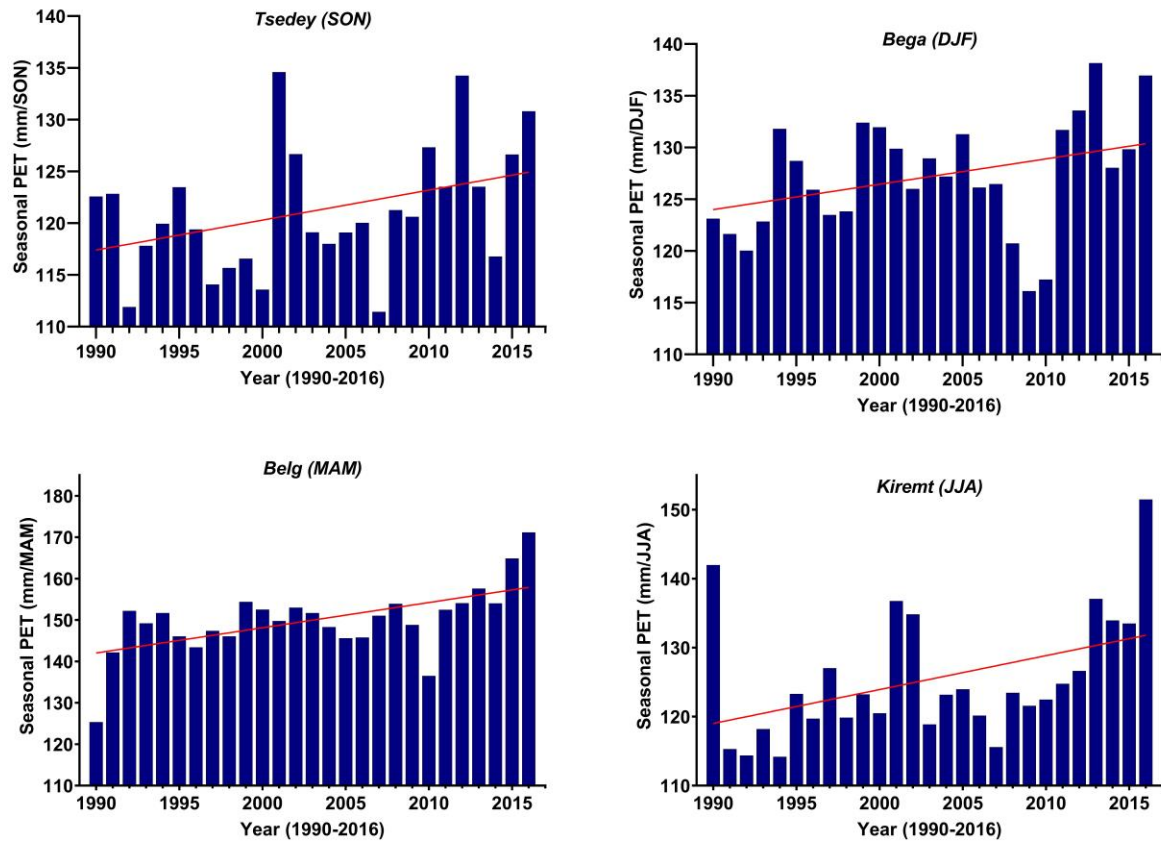 Tsedey (SON)
Seasonal PET (mm/SON)
140
135
130
125
120
115
110
1990 1995 2000 2005 2010 2015
Year (1990-2016)
Bega (DJF)
Seasonal PET (mm/DJF)
140
135
130
125
120
115
110
1990 1995 2000 2005 2010 2015
Year (1990-2016)
Belg (MAM)
Seasonal PET (mm/MAM)
180
170
160
150
140
130
120
110
1990 1995 2000 2005 2010 2015
Year (1990-2016)
Kiremt (JJA)
Seasonal PET (mm/JJA)
150
140
130
120
110
1990 1995 2000 2005 2010 2015
Year (1990-2016)